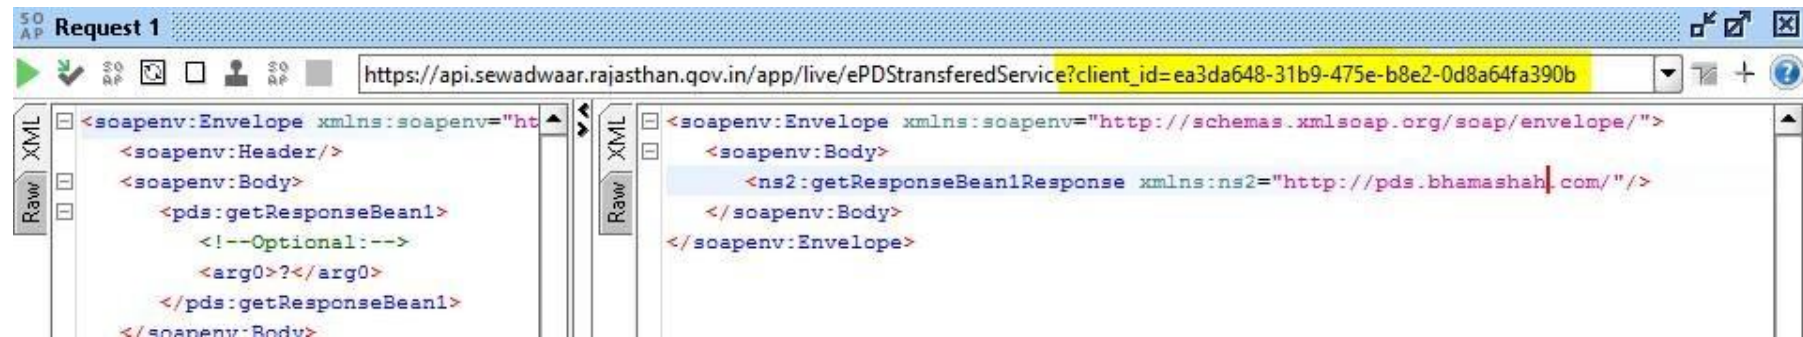 SOAP Request 1
https://api.sewadwaar.rajasthan.gov.in/app/live/ePDStransferedService?client_id=ea3da648-31b9-475e-b8e2-0d8a64fa390b
XML
Raw
<soapenv:Envelope xmlns:soapenv="ht
<soapenv:Header/>
<soapenv:Body>
<pds:getResponseBean1>
<!--Optional:-->
<arg0>?</arg0>
</pds:getResponseBean1>
</soapenv:Body>
XML
Raw
<soapenv:Envelope xmlns:soapenv="http://schemas.xmlsoap.org/soap/envelope/">
<soapenv:Body>
<ns2:getResponseBean1Response xmlns:ns2="http://pds.bhamashah.com/"/>
</soapenv:Body>
</soapenv:Envelope>